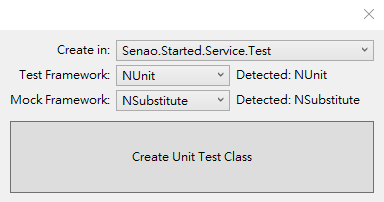 Create in: Senao.Started.Service.Test
Test Framework: NUnit Detected: NUnit
Mock Framework: NSubstitute Detected: NSubstitute
Create Unit Test Class